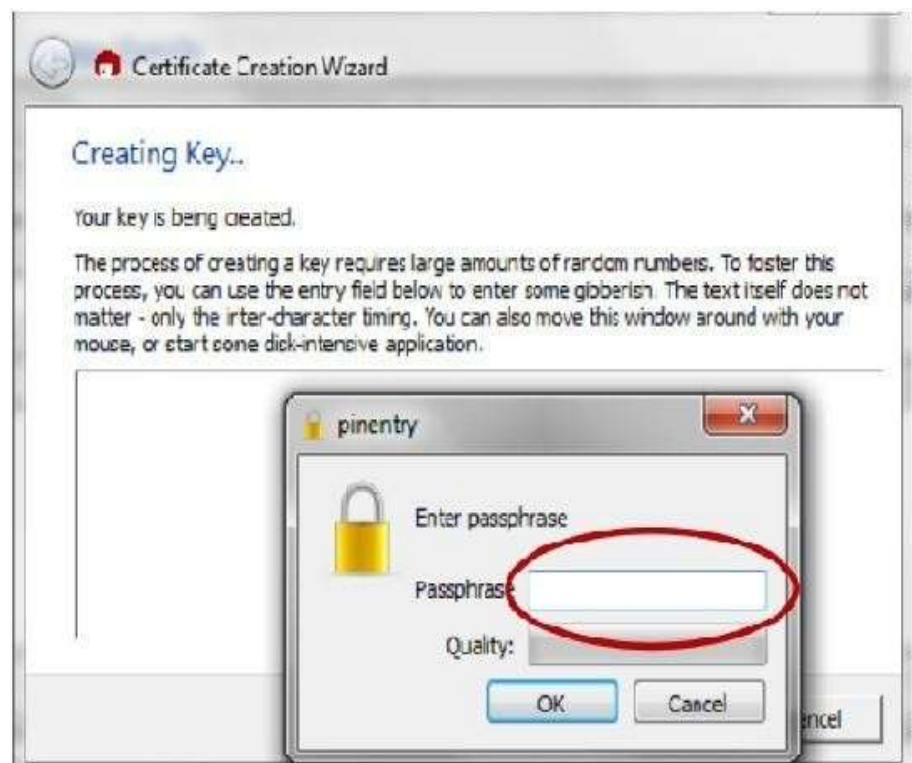 Certificate Creation Wizard
Creating Key..
Your key is being created.
The process of creating a key requires large amounts of random numbers. To foster this
process, you can use the entry field below to enter some gibberish. The text itself does not
matter - only the inter-character timing. You can also move this window around with your
mouse, or start some disk-intensive application.
pinentry
Enter passphrase
Passphrase
Quality:
OK
Cancel
ancel